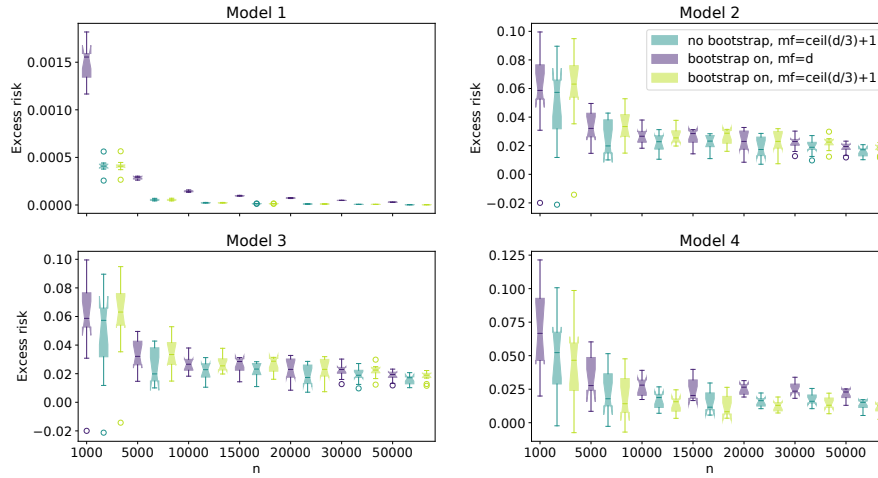 Model 1
Excess risk
0.0015
0.0010
0.0005
0.0000
Model 2
Excess risk
0.10
0.08
0.06
0.04
0.02
0.00
−0.02
no bootstrap, mf=ceil(d/3)+1
bootstrap on, mf=d
bootstrap on, mf=ceil(d/3)+1
Model 3
Excess risk
0.10
0.08
0.06
0.04
0.02
0.00
−0.02
1000 5000 10000 15000 20000 30000 50000
n
Model 4
Excess risk
0.125
0.100
0.075
0.050
0.025
0.000
1000 5000 10000 15000 20000 30000 50000
n